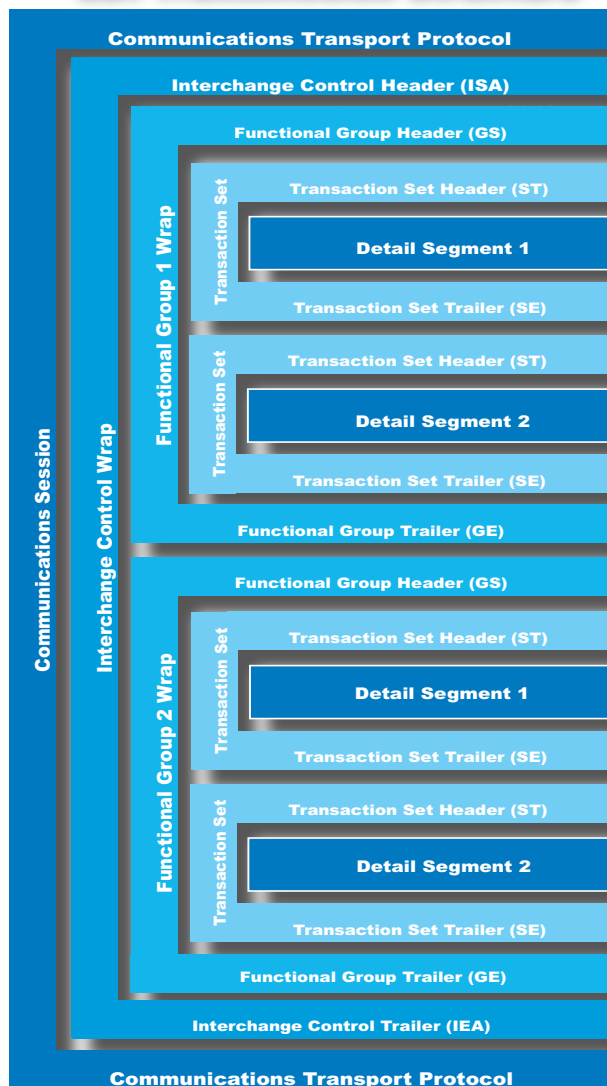 Communications Transport Protocol
Communications Session
Interchange Control Header (ISA)
Interchange Control Wrap
Functional Group Header (GS)
Functional Group 1 Wrap
Transaction Set Header (ST)
Transaction Set
Detail Segment 1
Transaction Set Trailer (SE)
Transaction Set Header (ST)
Transaction Set
Detail Segment 2
Transaction Set Trailer (SE)
Functional Group Trailer (GE)
Functional Group Header (GS)
Functional Group 2 Wrap
Transaction Set Header (ST)
Transaction Set
Detail Segment 1
Transaction Set Trailer (SE)
Transaction Set Header (ST)
Transaction Set
Detail Segment 2
Transaction Set Trailer (SE)
Functional Group Trailer (GE)
Interchange Control Trailer (IEA)
Communications Transport Protocol